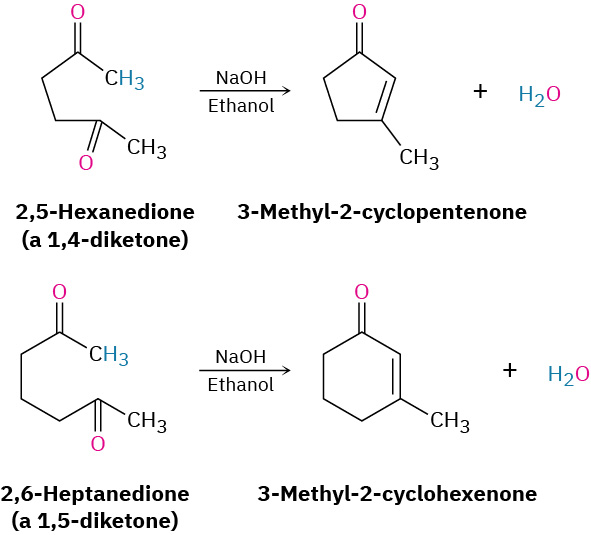 O
CH3
O
CH3
NaOH
Ethanol
O
CH3
+
H2O
2,5-Hexanedione
(a 1,4-diketone)
3-Methyl-2-cyclopentenone
O
CH3
CH3
O
NaOH
Ethanol
O
CH3
+
H2O
2,6-Heptanedione
(a 1,5-diketone)
3-Methyl-2-cyclohexenone